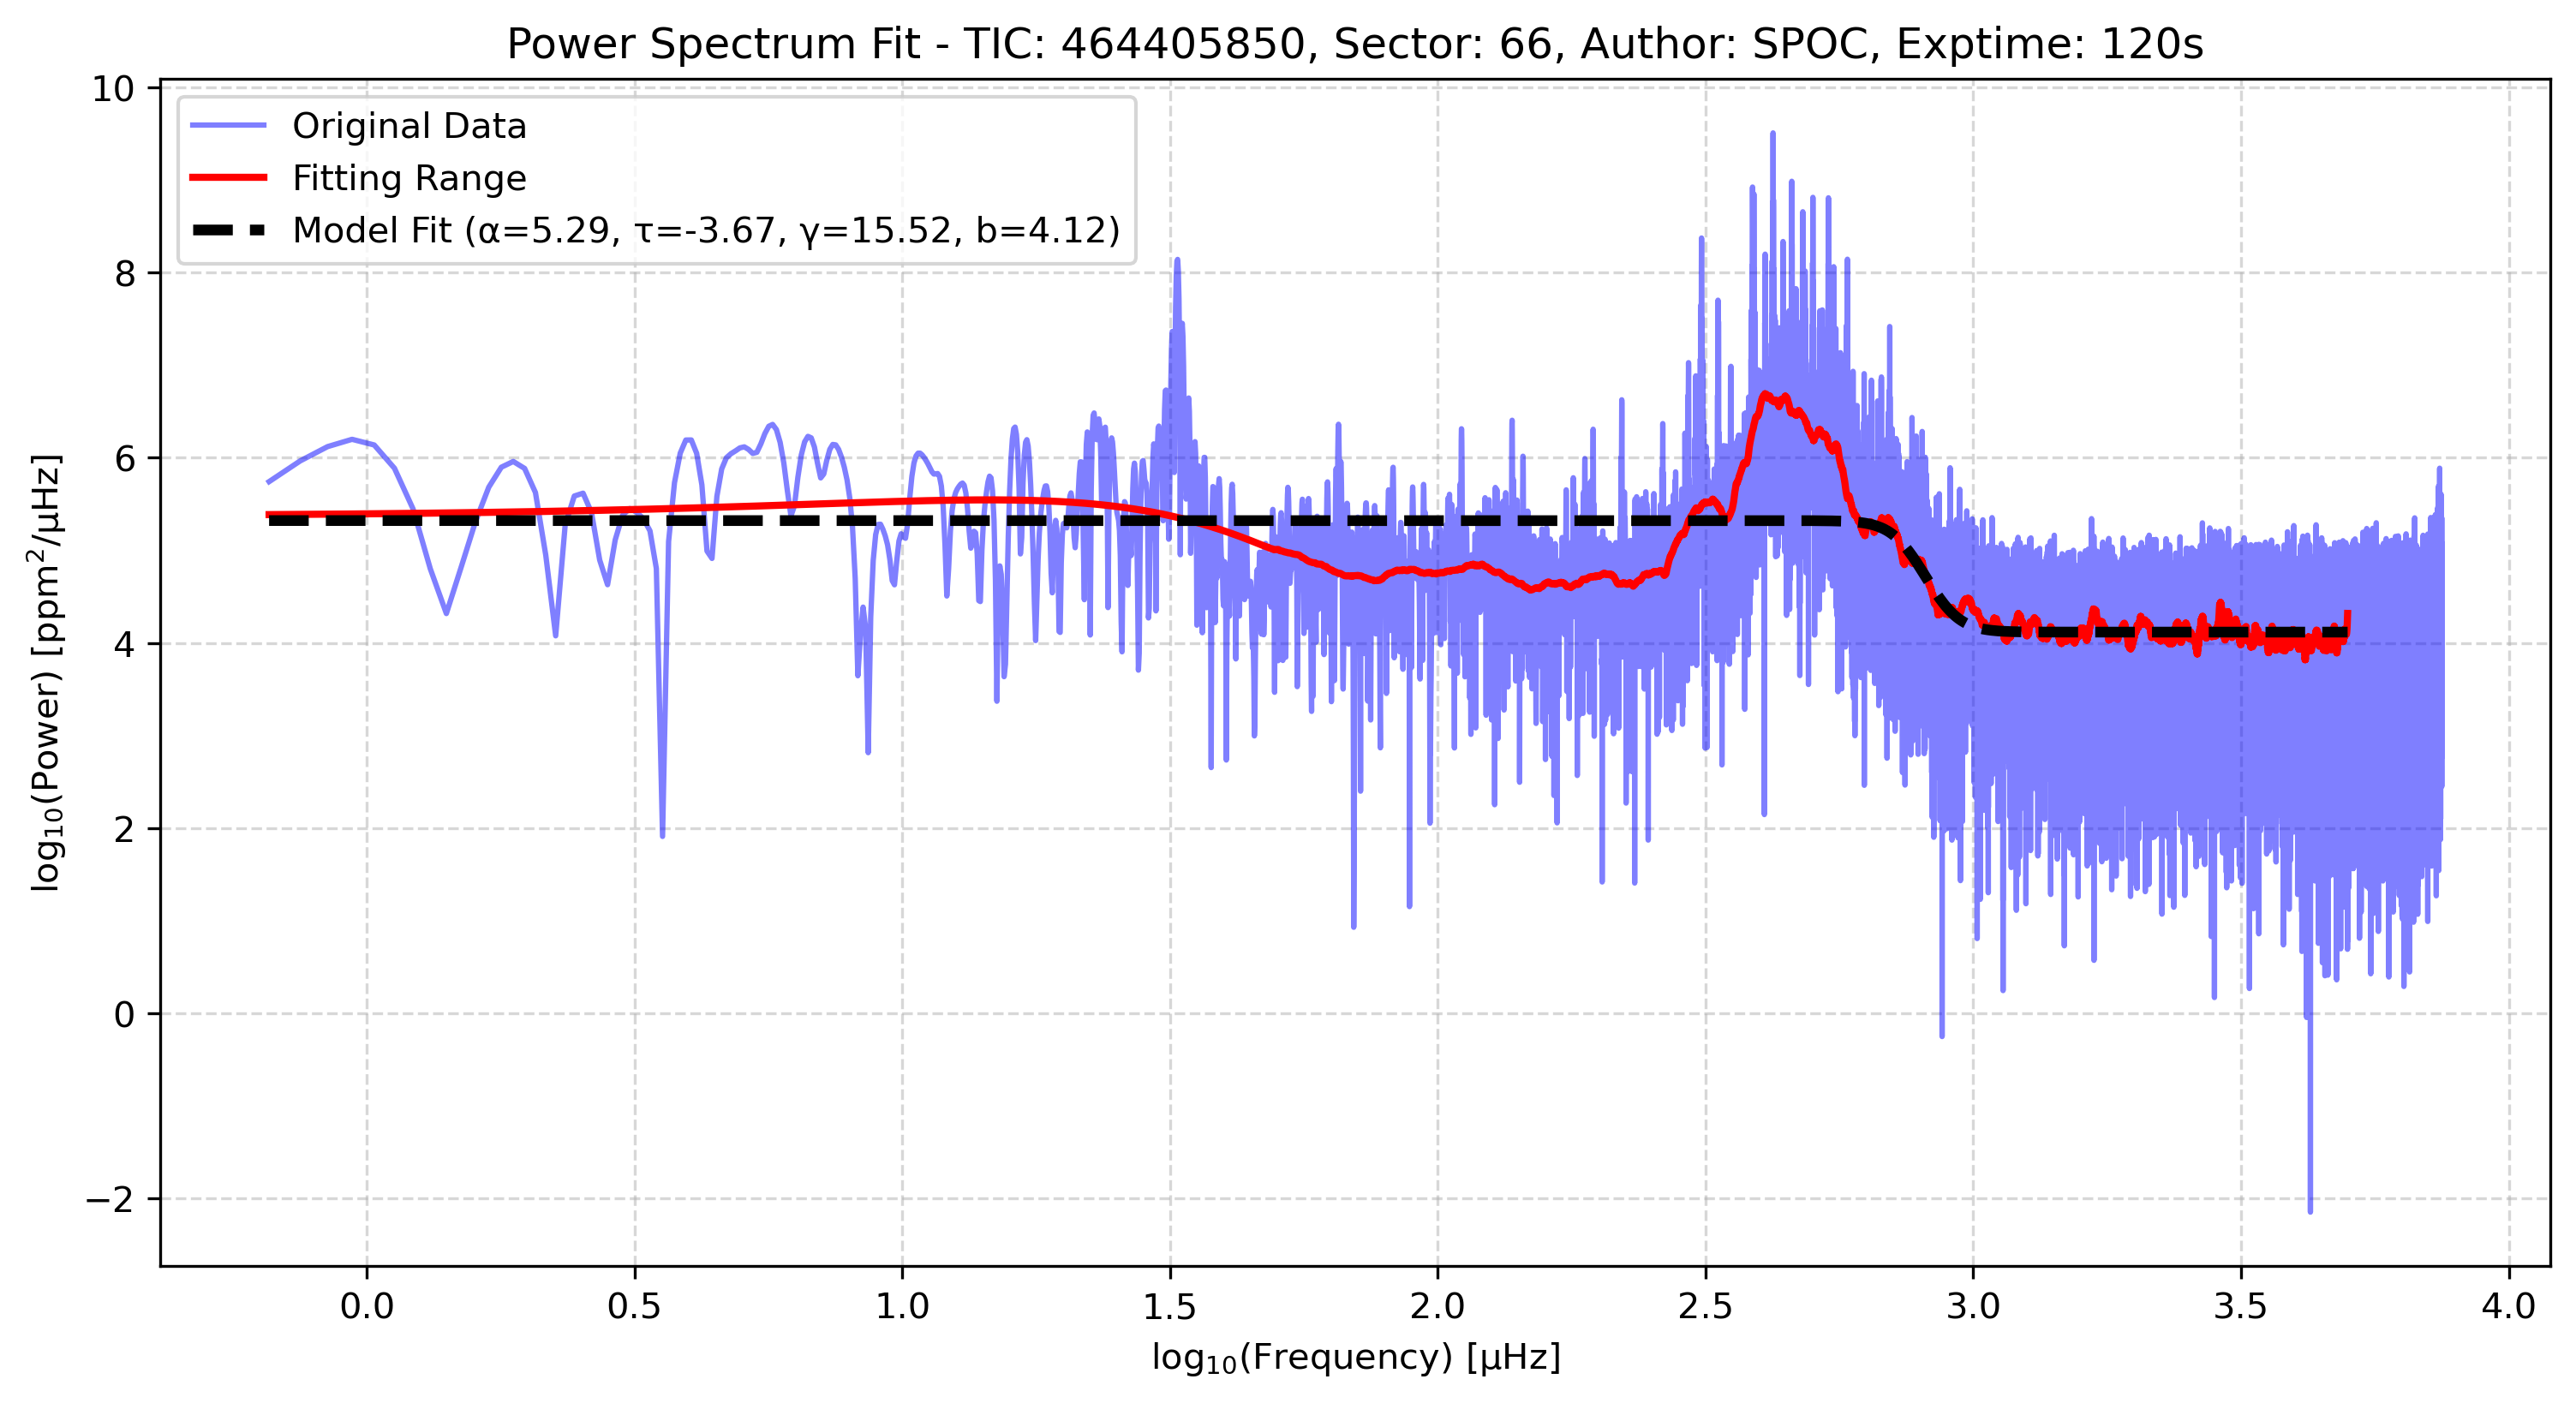 Power Spectrum Fit - TIC: 464405850, Sector: 66, Author: SPOC, Exptime: 120s
Original Data
Fitting Range
Model Fit (α=5.29, τ=-3.67, γ=15.52, b=4.12)
log₁₀(Power) [ppm²/μHz]
10
8
6
4
2
0
−2
0.0 0.5 1.0 1.5 2.0 2.5 3.0 3.5 4.0
log₁₀(Frequency) [μHz]